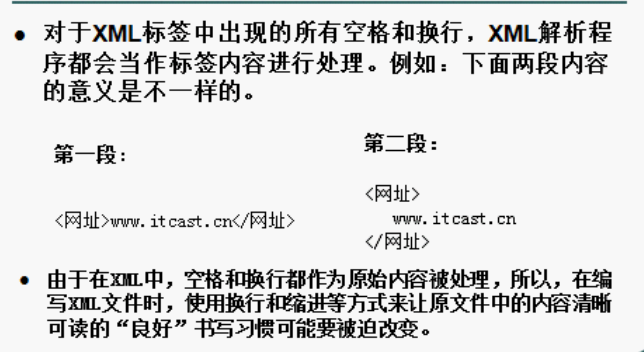 • 对于XML标签中出现的所有空格和换行，XML解析程
序都会当作标签内容进行处理。例如：下面两段内容
的意义是不一样的。
第一段：
<网址>www.itcast.cn</网址>
第二段：
<网址>
www.itcast.cn
</网址>
• 由于在XML中，空格和换行都作为原始内容被处理，所以，在编
写XML文件时，使用换行和缩进等方式来让原文件中的内容清晰
可读的“良好”书写习惯可能要被迫改变。